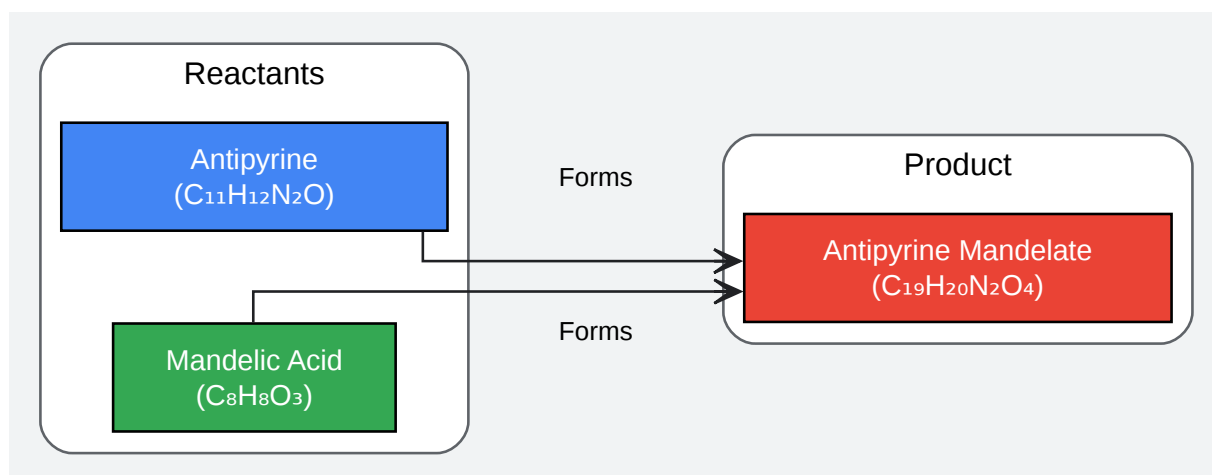 Reactants
Antipyrine
(C₁₁H₁₂N₂O)
Mandelic Acid
(C₈H₈O₃)
Forms
Forms
Product
Antipyrine Mandelate
(C₁₉H₂₀N₂O₄)